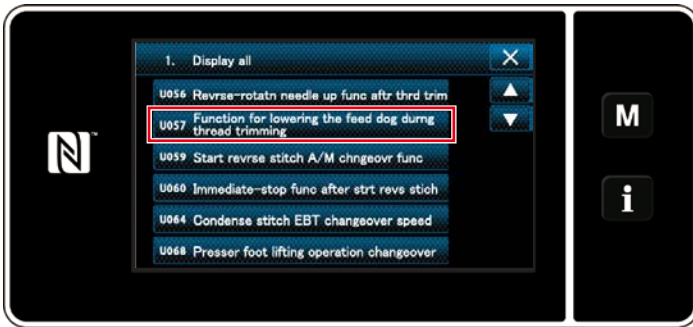 1. Display all
U056 Revrse-rotatn needle up func aftr thrd trim
U057 Function for lowering the feed dog durng
thread trimming
U059 Start revrse stitch A/M chngeovr func
U060 Immediate-stop func after strt revs stich
U064 Condense stitch EBT changeover speed
U068 Presser foot lifting operation changeover
M
i